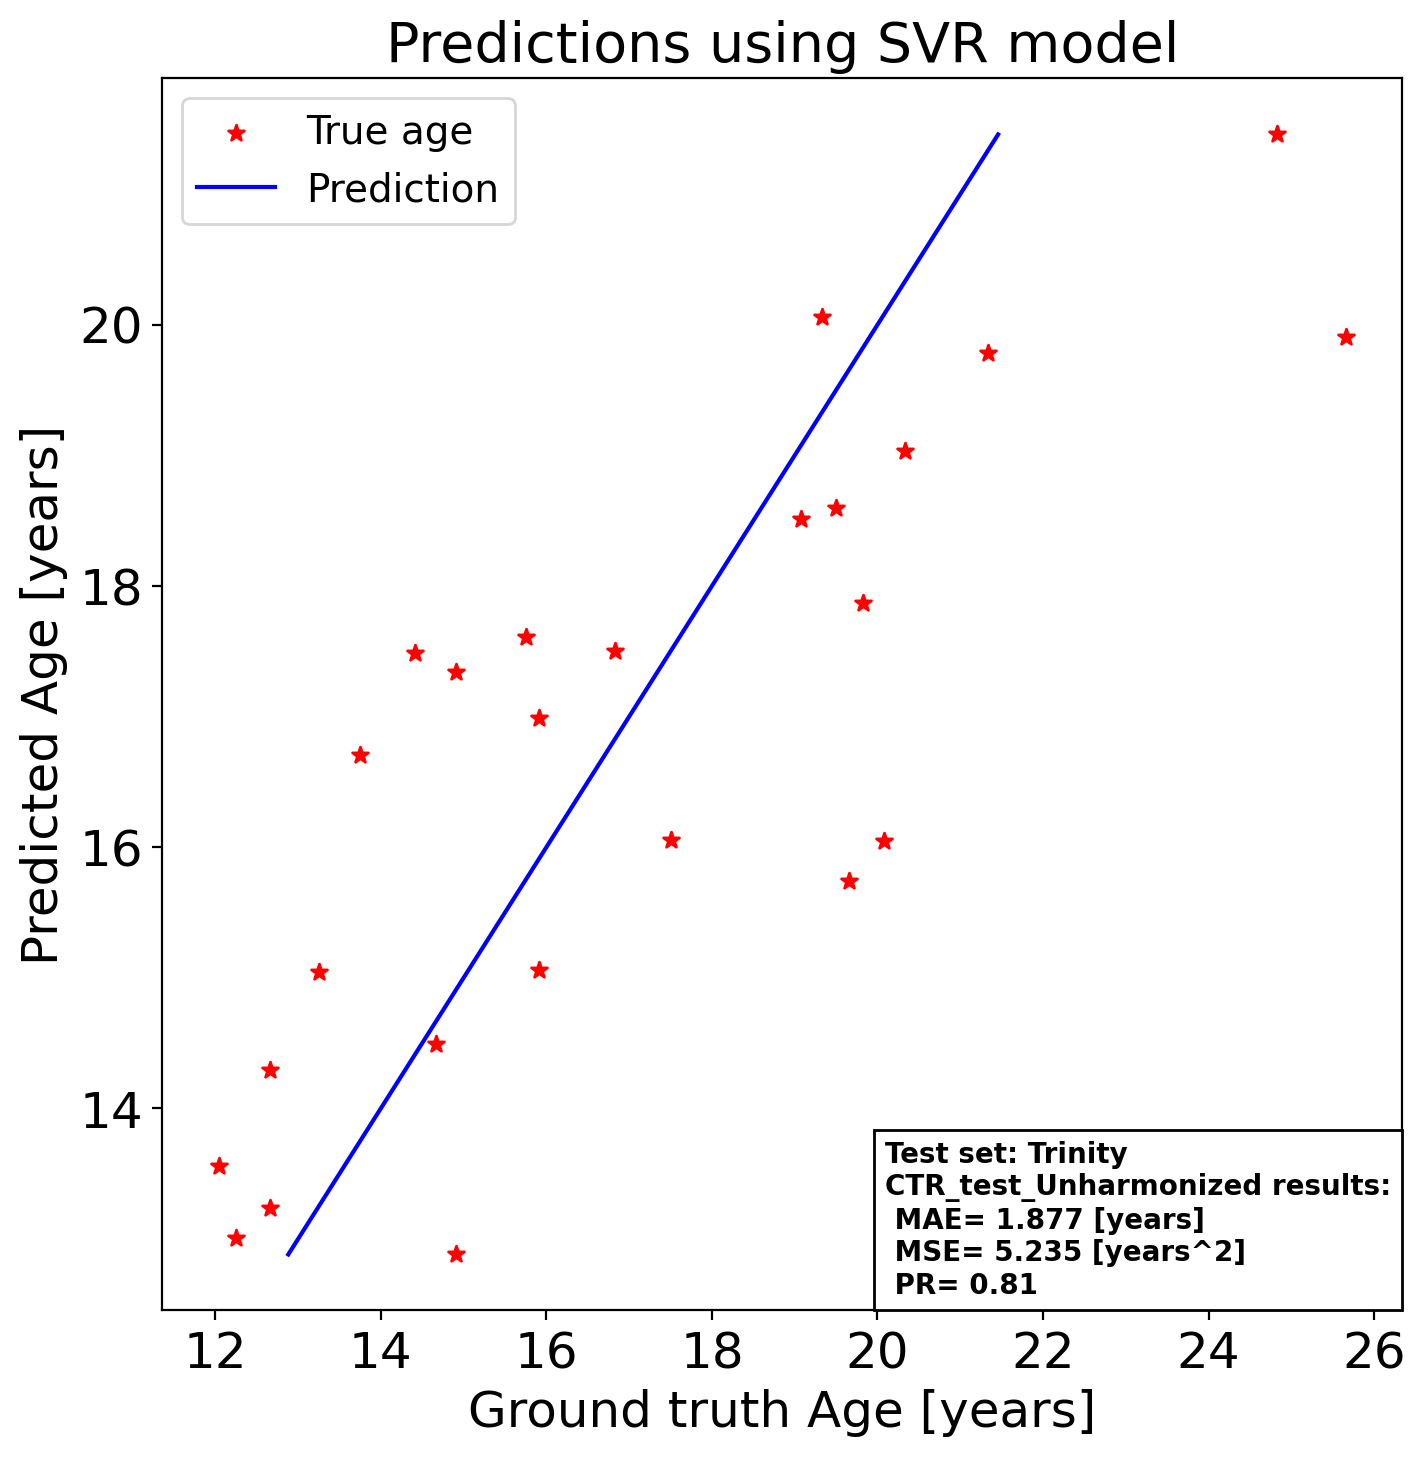 Predictions using SVR model
True age
Prediction
Predicted Age [years]
20
18
16
14
Test set: Trinity
CTR_test_Unharmonized results:
MAE= 1.877 [years]
MSE= 5.235 [years^2]
PR= 0.81
12 14 16 18 20 22 24 26
Ground truth Age [years]